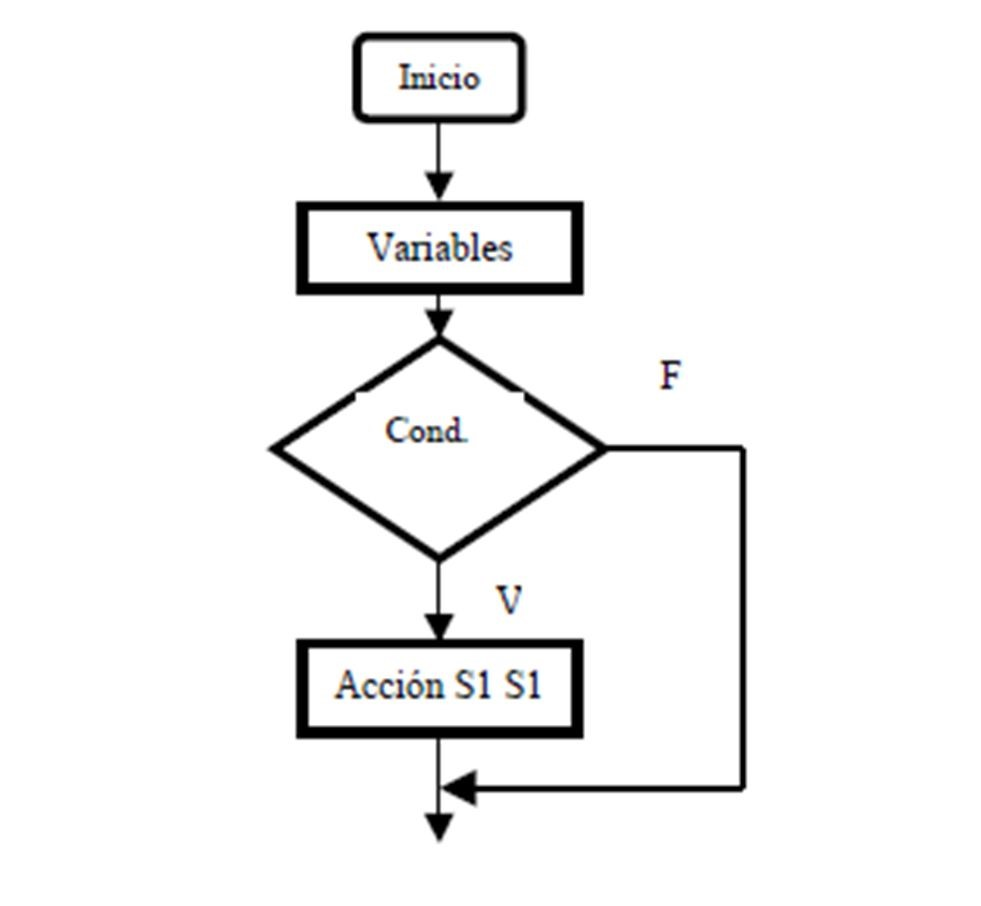 Inicio
Variables
F
Cond.
V
Acción S1 S1